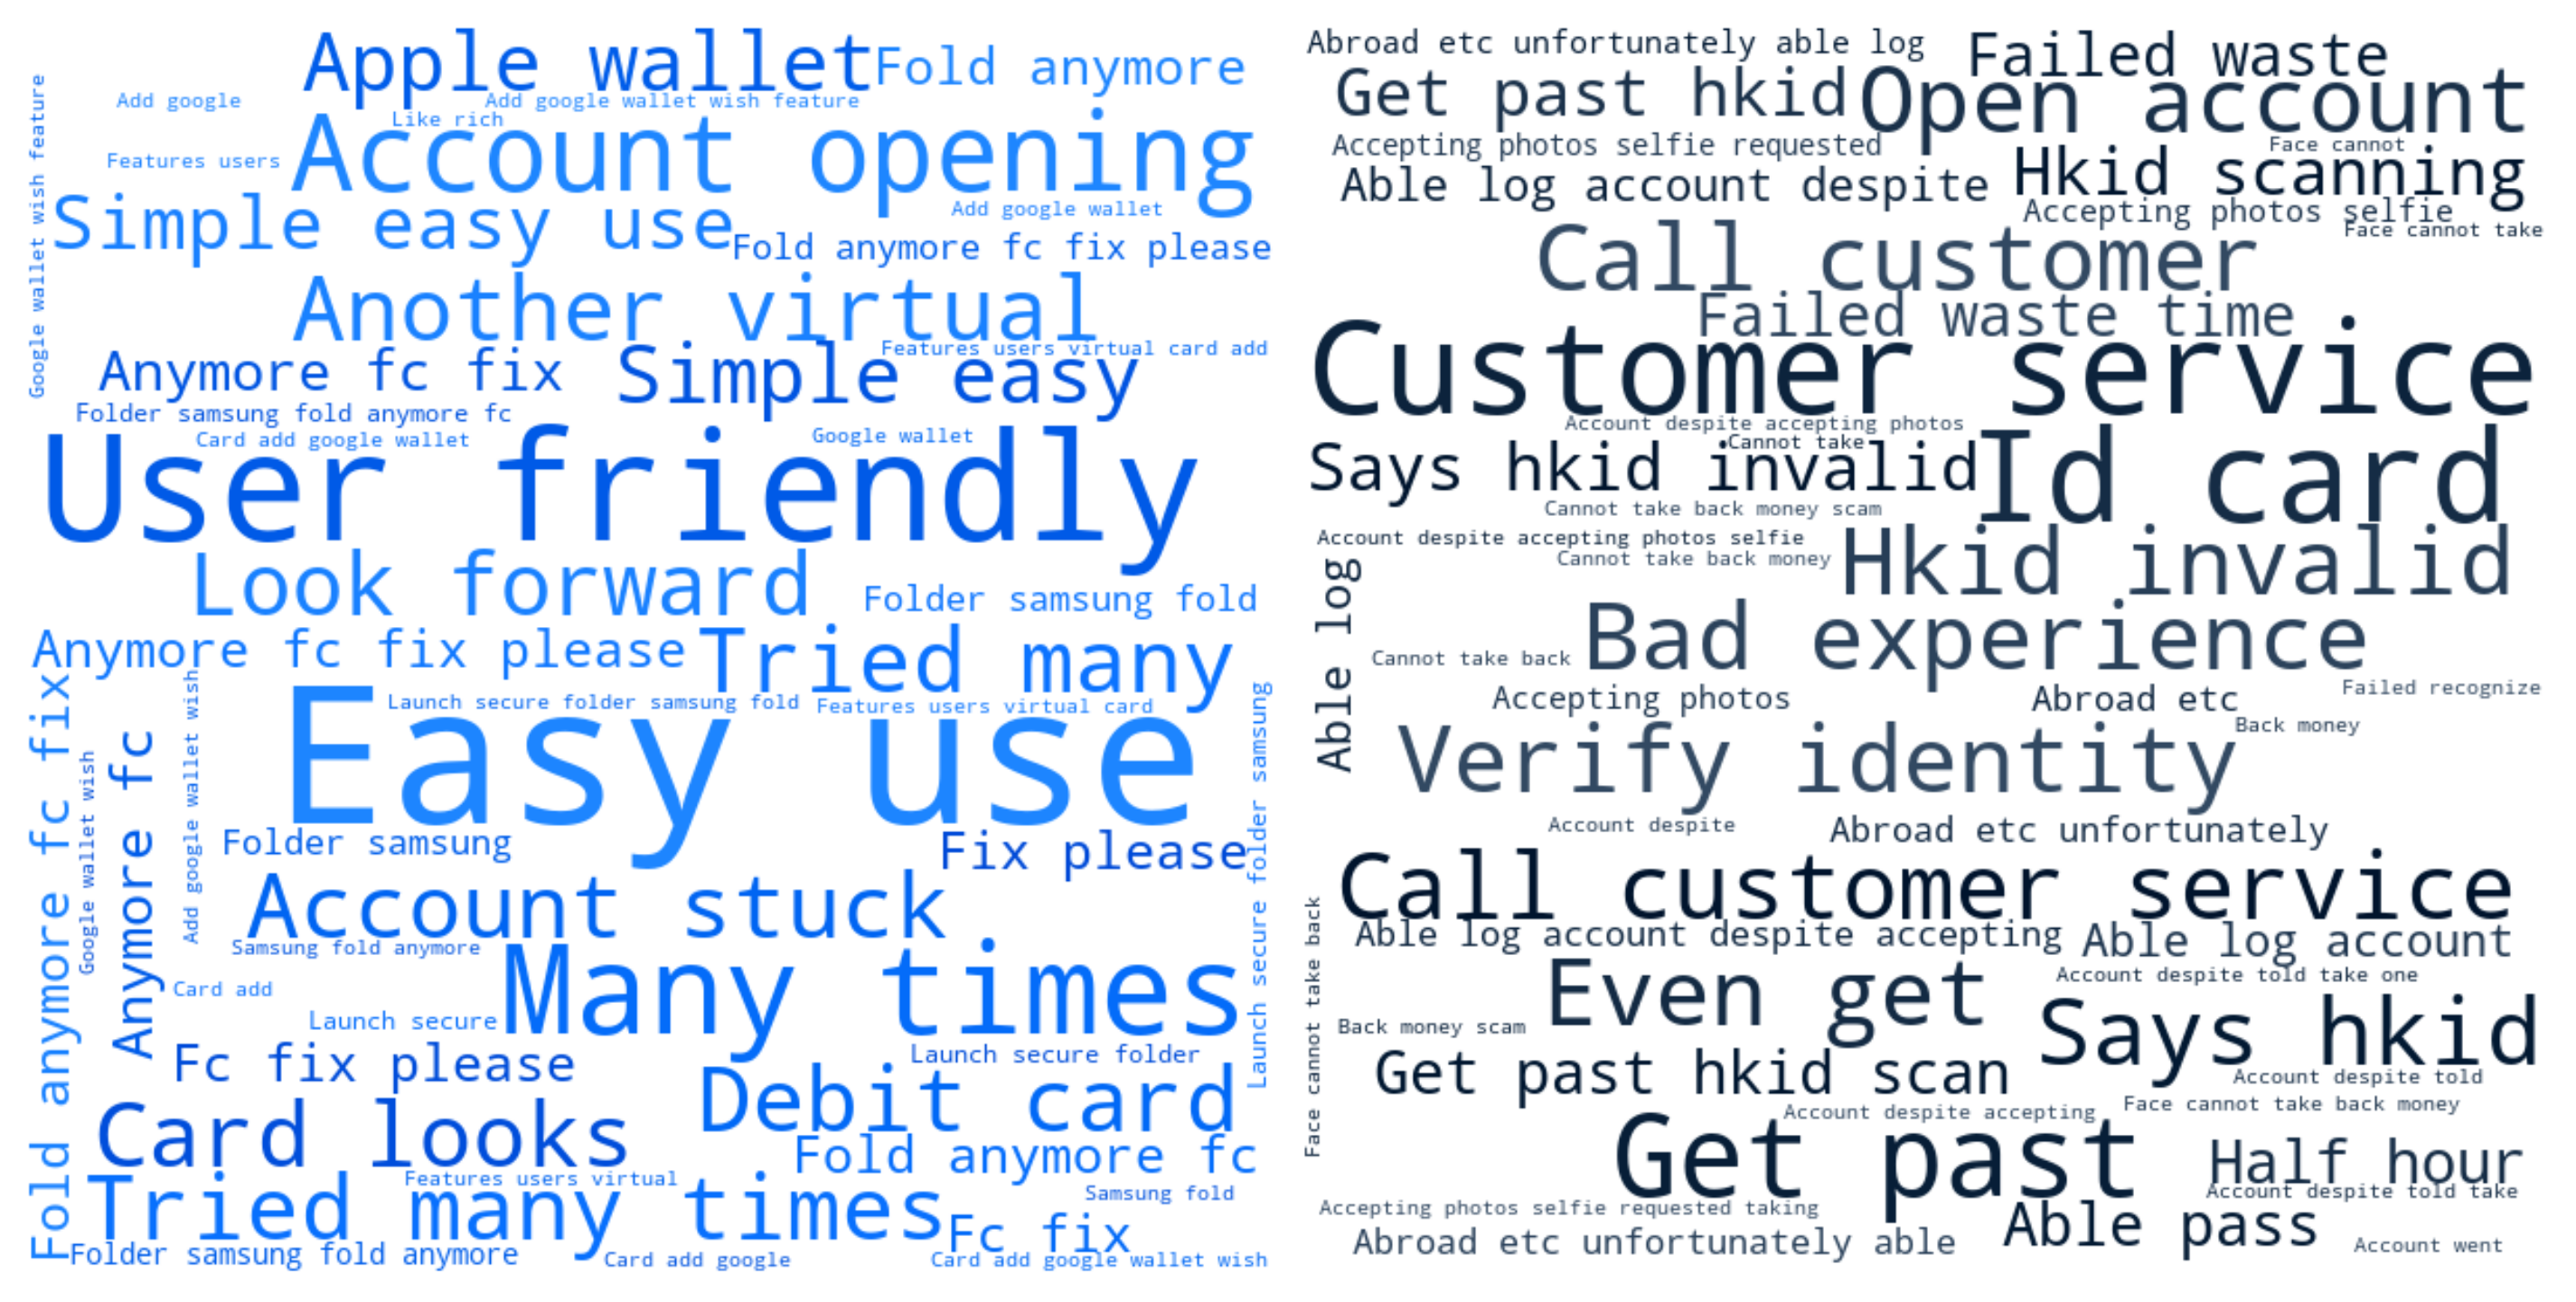 Apple wallet
Fold anymore
Add google
Add google wallet wish feature
Like rich
Google wallet wish feature
Account opening
Features users
Simple easy use
Add google wallet
Fold anymore fc fix please
Another virtual
Features users virtual card add
Anymore fc fix
Simple easy
Folder samsung fold anymore fc
Card add google wallet
Google wallet
User friendly
Look forward
Folder samsung fold
Anymore fc fix please
Tried many
Launch secure folder samsung fold
Features users virtual card
Easy use
Fold anymore fc fix
Google wallet wish
Anymore fc
Add google wallet wish
Launch secure folder samsung
Folder samsung
Fix please
Account stuck
Samsung fold anymore
Many times
Card add
Launch secure
Fc fix please
Launch secure folder
Debit card
Card looks
Fold anymore fc
Features users virtual
Tried many times
Samsung fold
Fc fix
Folder samsung fold anymore
Card add google
Card add google wallet wish
Abroad etc unfortunately able log
Failed waste
Get past hkid
Open account
Accepting photos selfie requested
Face cannot
Able log account despite
Hkid scanning
Accepting photos selfie
Face cannot take
Call customer
Failed waste time
Customer service
Account despite accepting photos
Cannot take
Says hkid invalid
Id card
Cannot take back money scam
Account despite accepting photos selfie
Cannot take back money
Hkid invalid
Able log
Bad experience
Cannot take back
Accepting photos
Abroad etc
Failed recognize
Back money
Verify identity
Account despite
Abroad etc unfortunately
Call customer service
Face cannot take back
Able log account despite accepting
Able log account
Even get
Account despite told take one
Back money scam
Says hkid
Get past hkid scan
Account despite told
Account despite accepting
Face cannot take back money
Get past
Half hour
Account despite told take
Accepting photos selfie requested taking
Able pass
Abroad etc unfortunately able
Account went